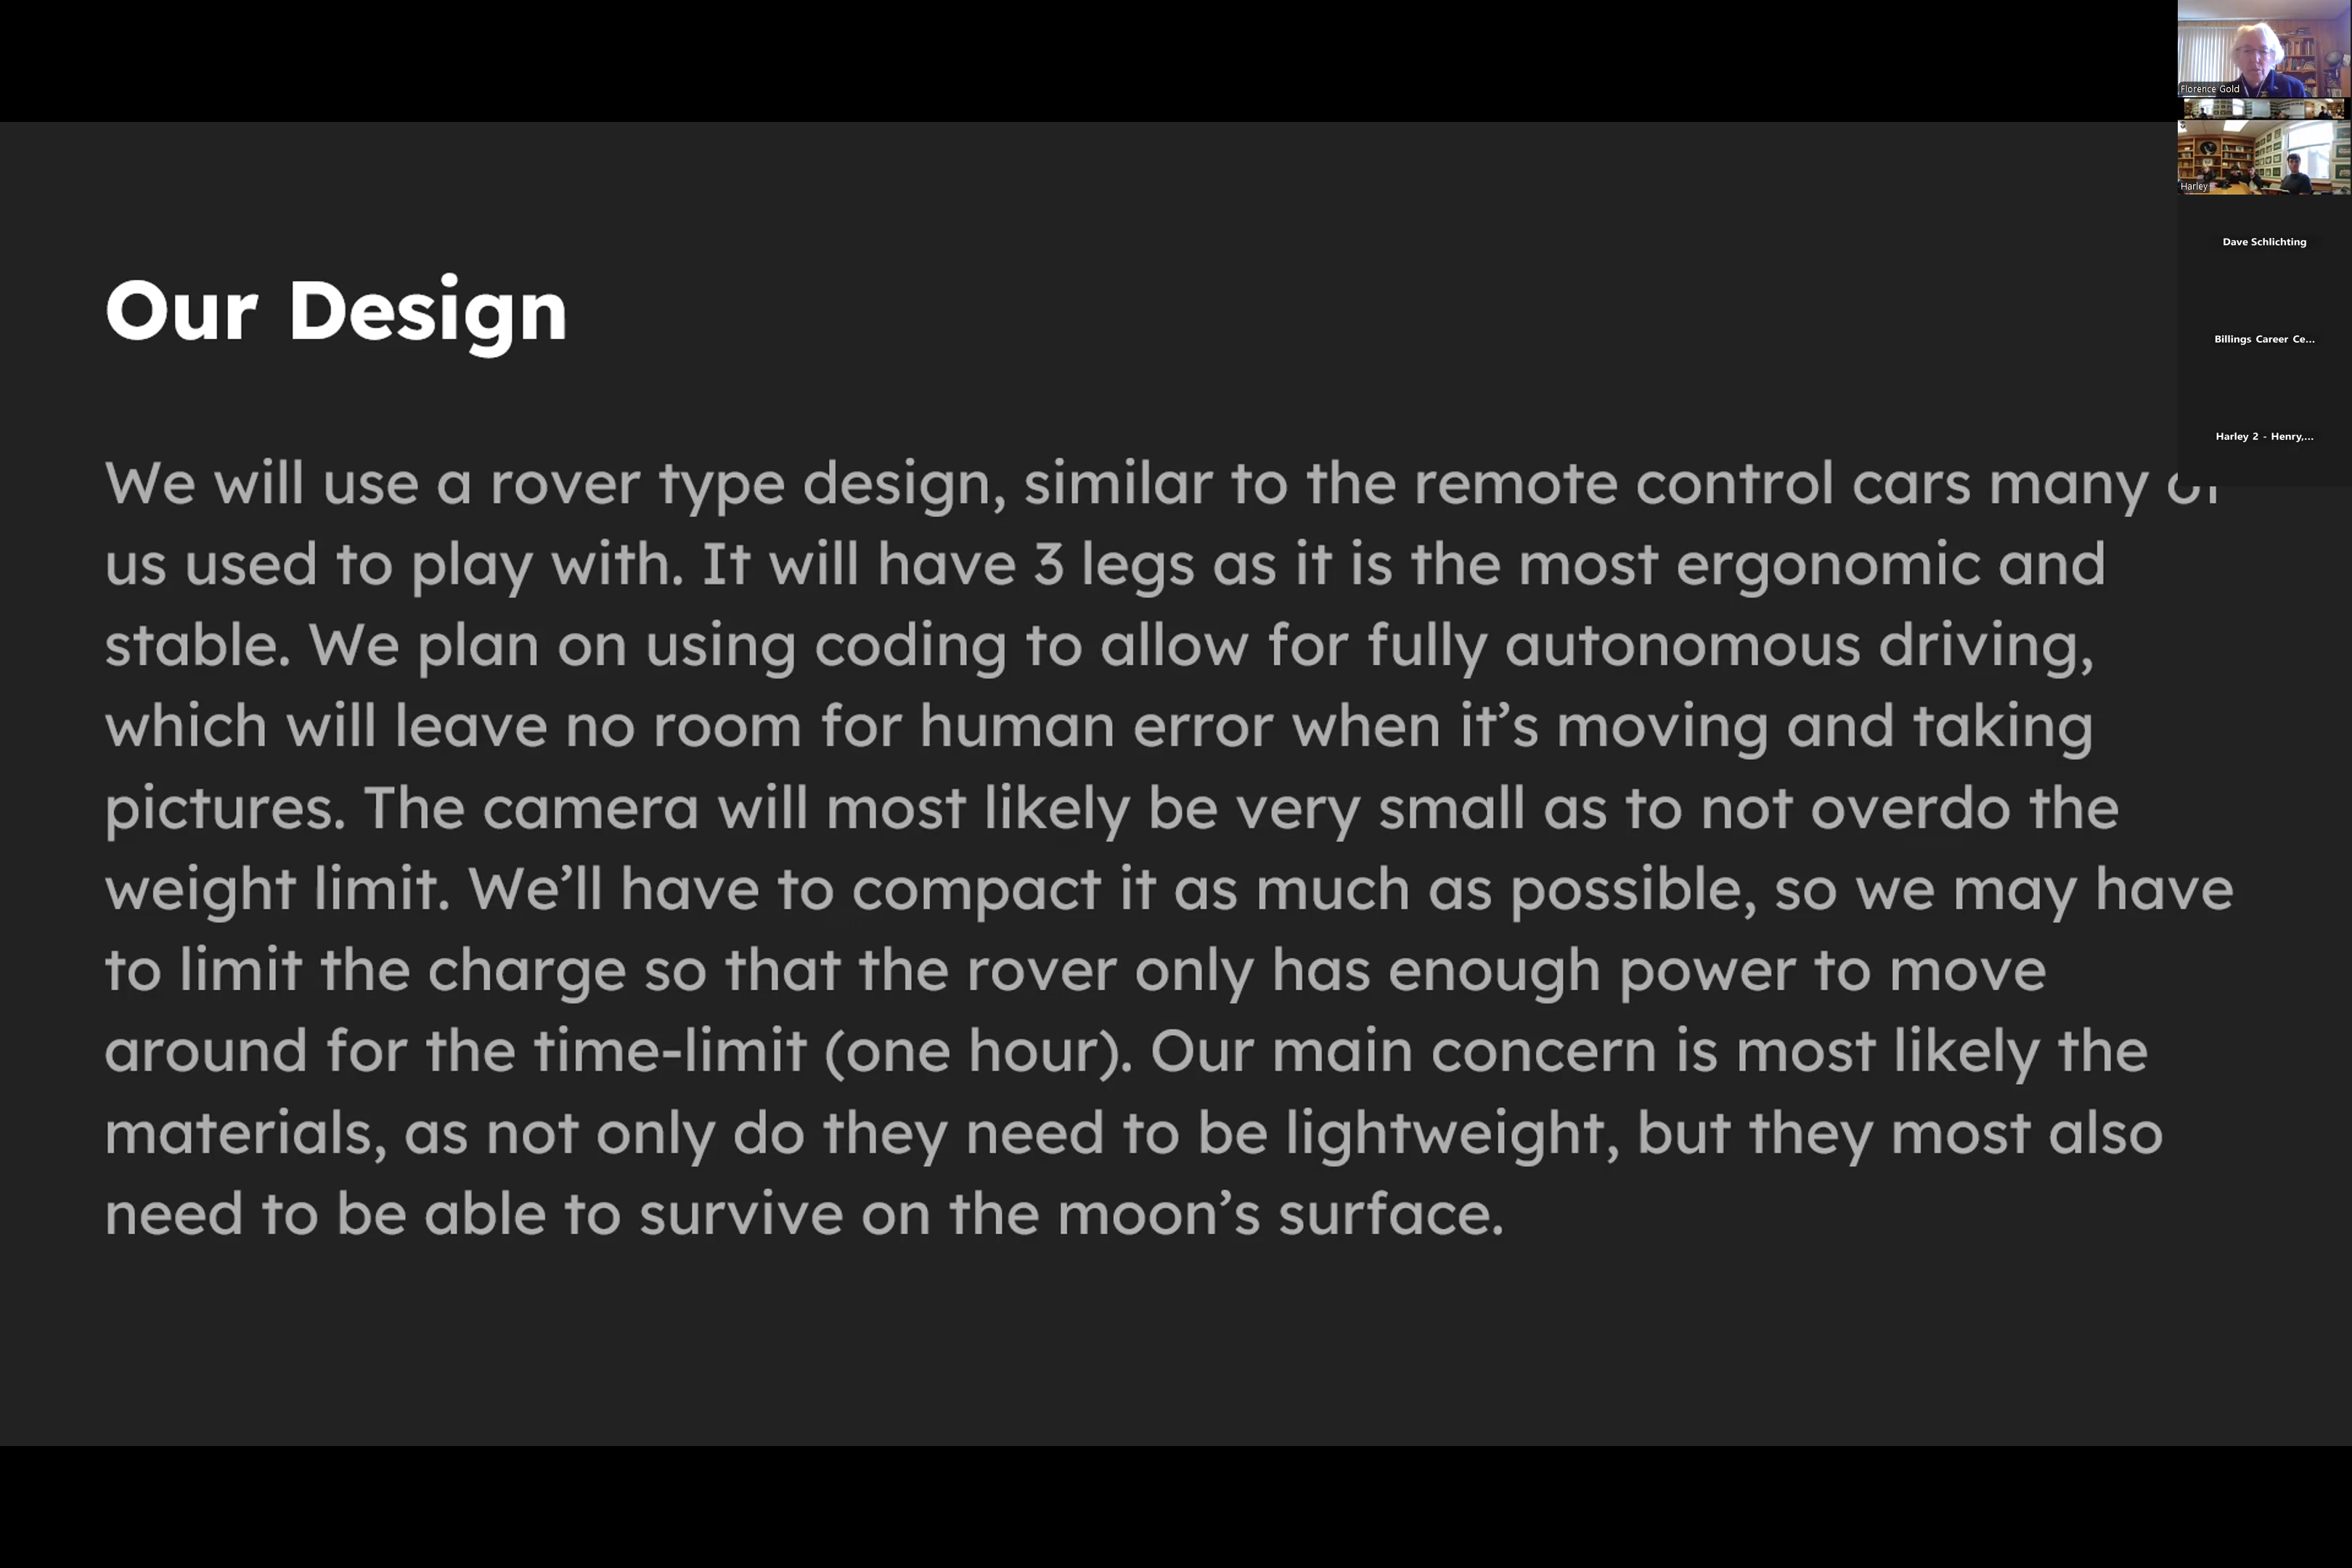 Our Design
We will use a rover type design, similar to the remote control cars many of
us used to play with. It will have 3 legs as it is the most ergonomic and
stable. We plan on using coding to allow for fully autonomous driving,
which will leave no room for human error when it’s moving and taking
pictures. The camera will most likely be very small as to not overdo the
weight limit. We’ll have to compact it as much as possible, so we may have
to limit the charge so that the rover only has enough power to move
around for the time-limit (one hour). Our main concern is most likely the
materials, as not only do they need to be lightweight, but they most also
need to be able to survive on the moon’s surface.
Florence Gold
Harley
Dave Schlichting
Billings Career Ce...
Harley 2 - Henry,...